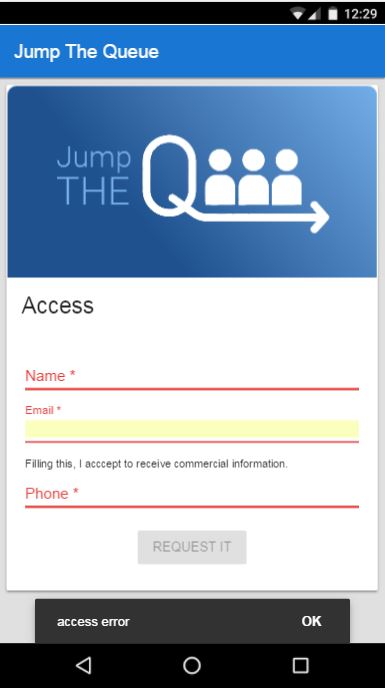 12:29
Jump The Queue
Jump
THE Q
Access
Name *
Email *
Filling this, I acccept to receive commercial information.
Phone *
REQUEST IT
access error OK